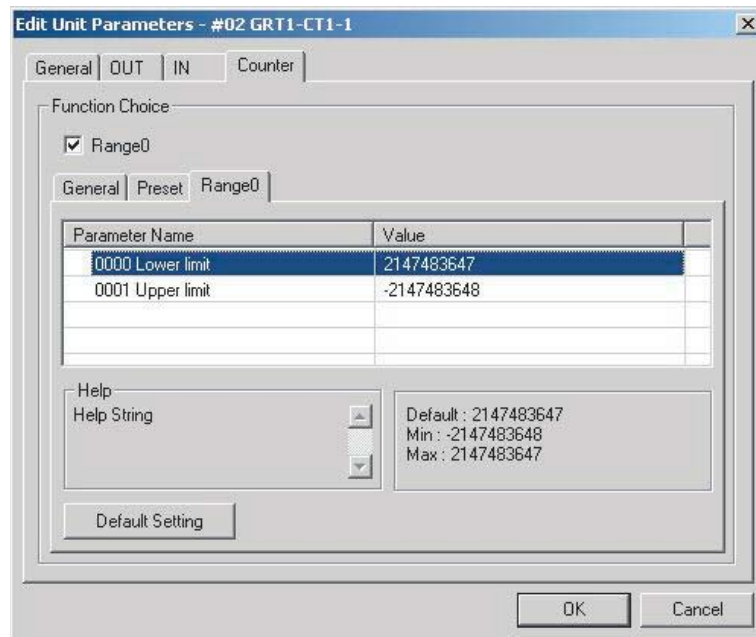 Edit Unit Parameters - #02 GRT1-CT1-1
General OUT IN Counter
Function Choice
Range0
General Preset Range0
Parameter Name Value
0000 Lower limit 2147483647
0001 Upper limit -2147483648
Help
Help String
Default : 2147483647
Min : -2147483648
Max : 2147483647
Default Setting
OK Cancel